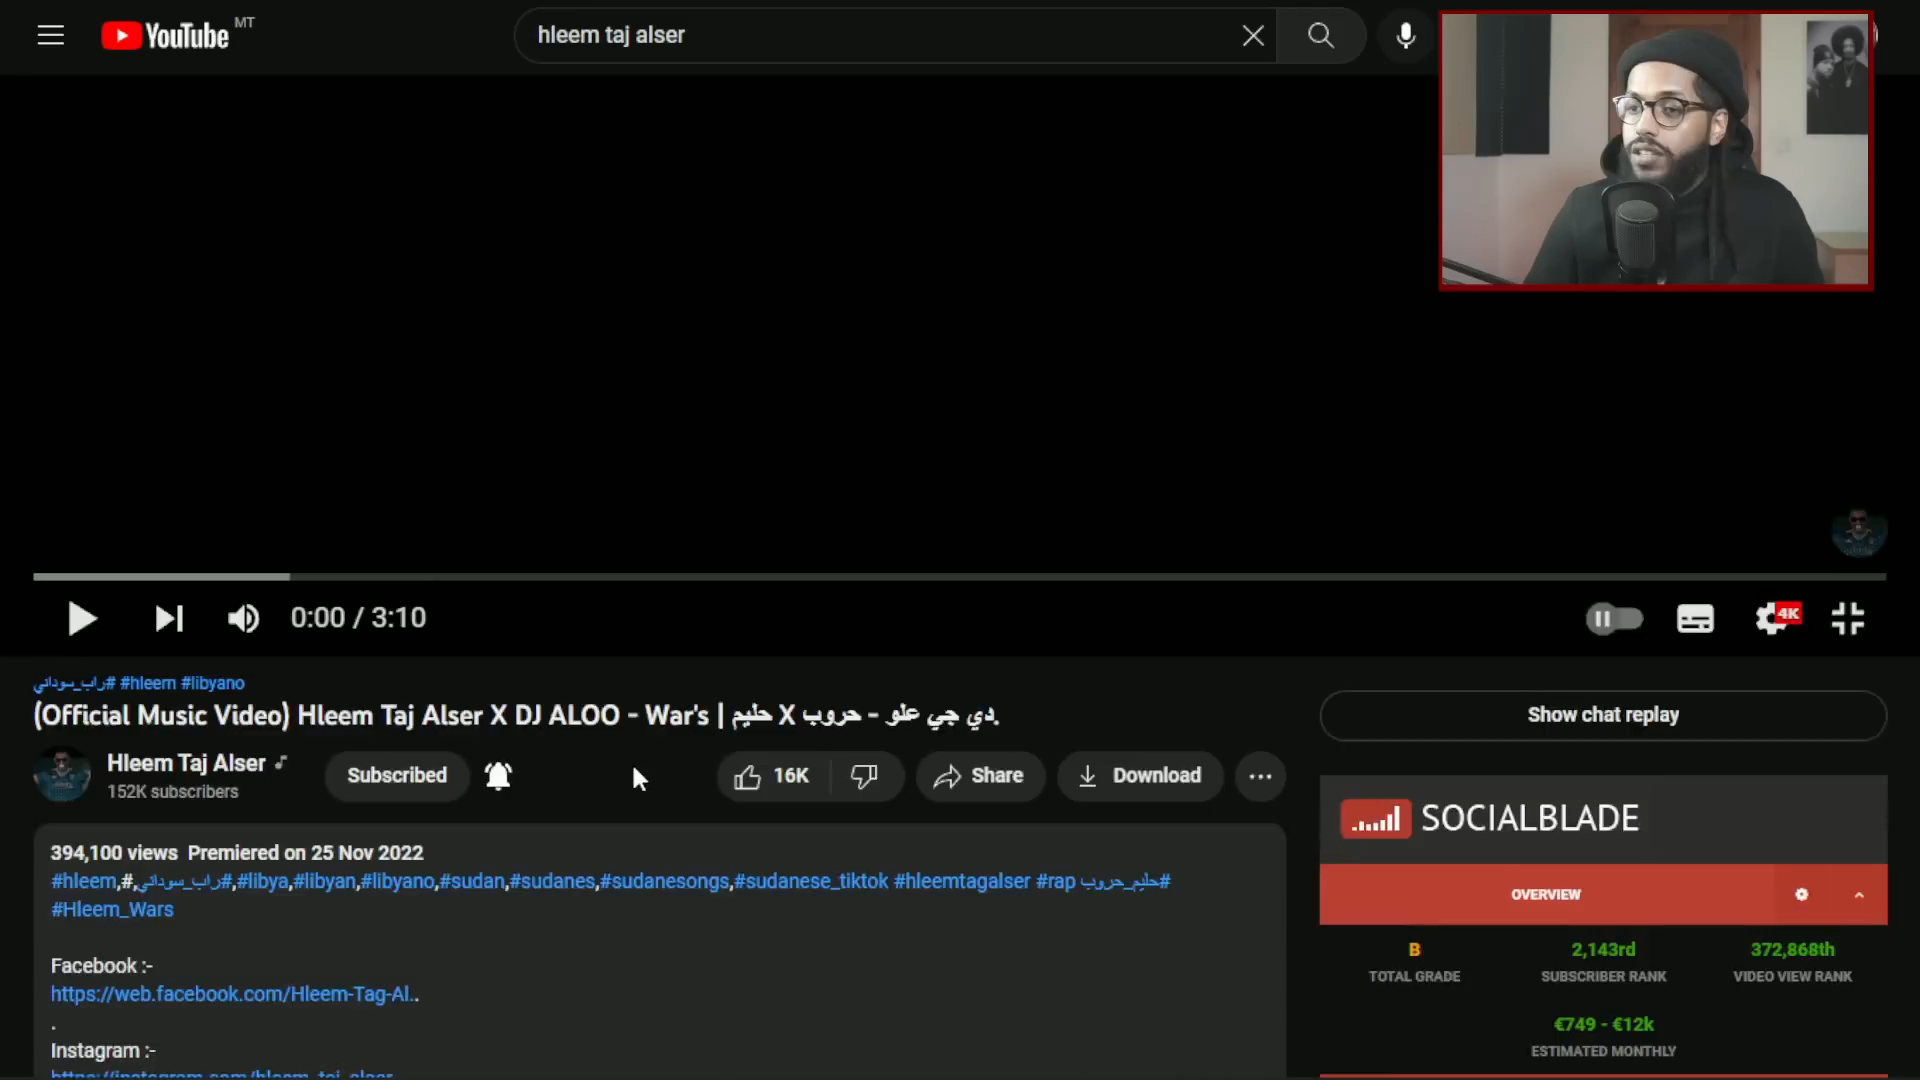 YouTube MT
hleem taj alser
0:00 / 3:10
4K
#راب_سوداني #hleem #libyano
(Official Music Video) Hleem Taj Alser X DJ ALOO - War's | حليم X دي جي علو - حروب.
Show chat replay
Hleem Taj Alser
152K subscribers
Subscribed
16K
Share
Download
SOCIALBLADE
394,100 views Premiered on 25 Nov 2022
#hleem,#,راب_سوداني#,#libya,#libyan,#libyano,#sudan,#sudanes,#sudanesongs,#sudanese_tiktok #hleemtagalser #rap #حليم_حروب
#Hleem_Wars
OVERVIEW
B
TOTAL GRADE
2,143rd
SUBSCRIBER RANK
372,868th
VIDEO VIEW RANK
Facebook :-
https://web.facebook.com/Hleem-Tag-Al..
.
€749 - €12k
ESTIMATED MONTHLY
Instagram :-
https://instagram.com/hleem_taj_alser